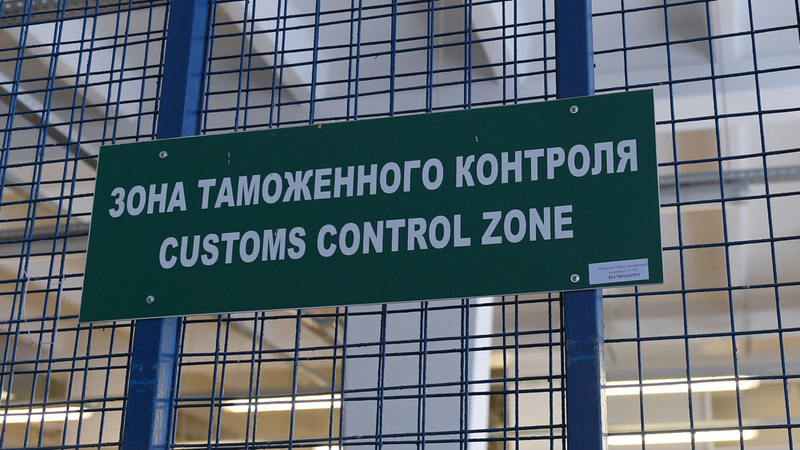 ЗОНА ТАМОЖЕННОГО КОНТРОЛЯ
CUSTOMS CONTROL ZONE